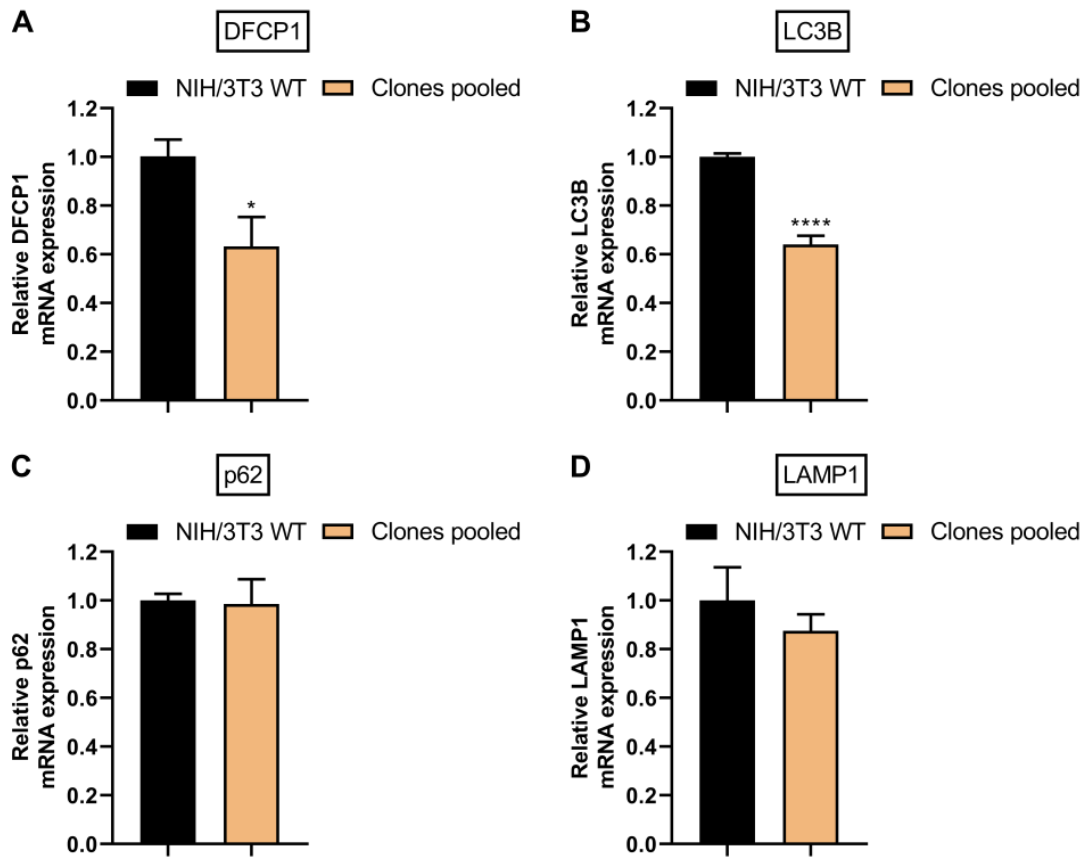 A
DFCP1
NIH/3T3 WT Clones pooled
Relative DFCP1
mRNA expression
1.2
1.0
0.8
0.6
0.4
0.2
0.0
*
B
LC3B
NIH/3T3 WT Clones pooled
Relative LC3B
mRNA expression
1.2
1.0
0.8
0.6
0.4
0.2
0.0
****
C
p62
NIH/3T3 WT Clones pooled
Relative p62
mRNA expression
1.2
1.0
0.8
0.6
0.4
0.2
0.0
D
LAMP1
NIH/3T3 WT Clones pooled
Relative LAMP1
mRNA expression
1.2
1.0
0.8
0.6
0.4
0.2
0.0